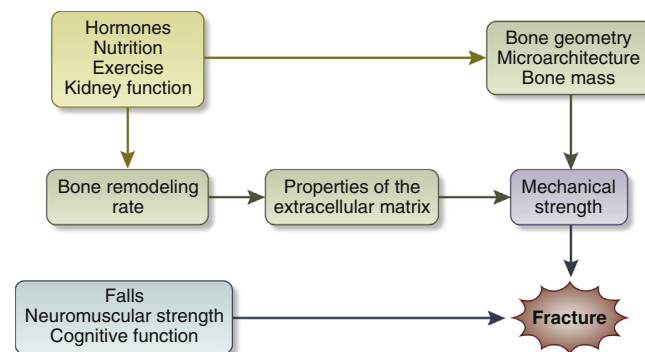 Hormones
Nutrition
Exercise
Kidney function
Bone geometry
Microarchitecture
Bone mass
Bone remodeling
rate
Properties of the
extracellular matrix
Mechanical
strength
Falls
Neuromuscular strength
Cognitive function
Fracture